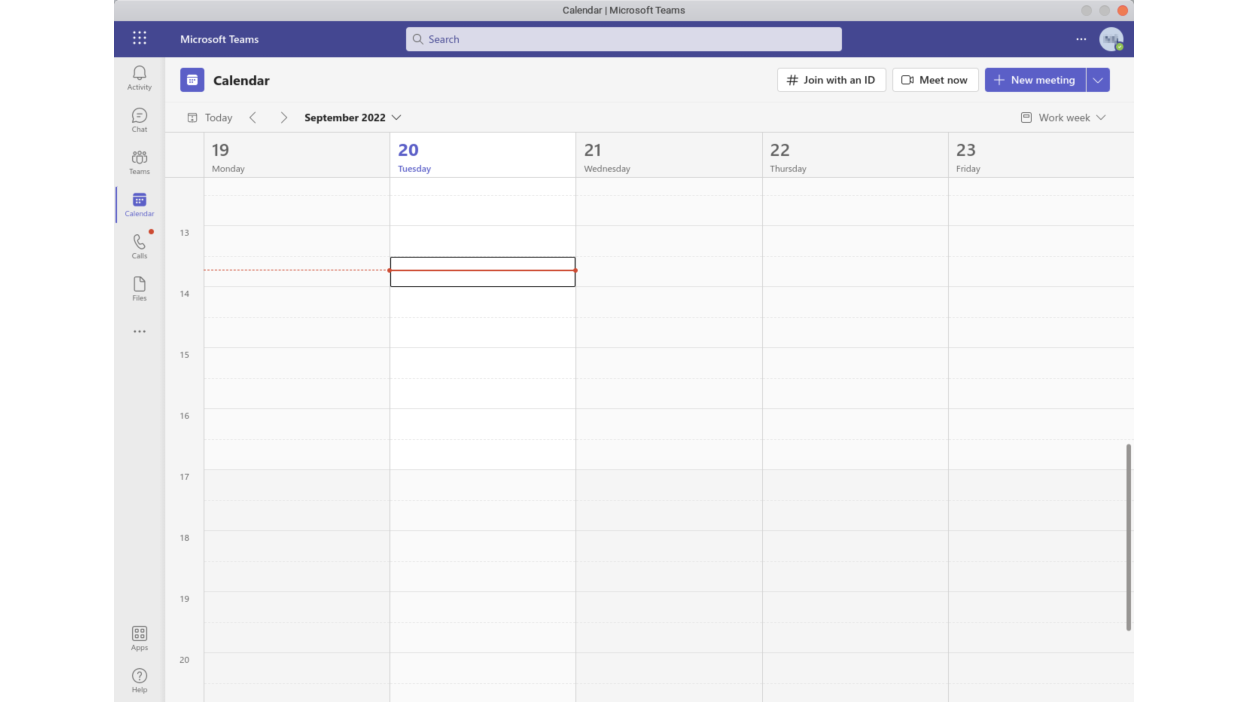 Calendar | Microsoft Teams
Microsoft Teams
Search
Activity
Chat
Teams
Calendar
Calls
Files
Apps
Help
Calendar
Join with an ID
Meet now
New meeting
Today
September 2022
Work week
19
Monday
20
Tuesday
21
Wednesday
22
Thursday
23
Friday
13
14
15
16
17
18
19
20